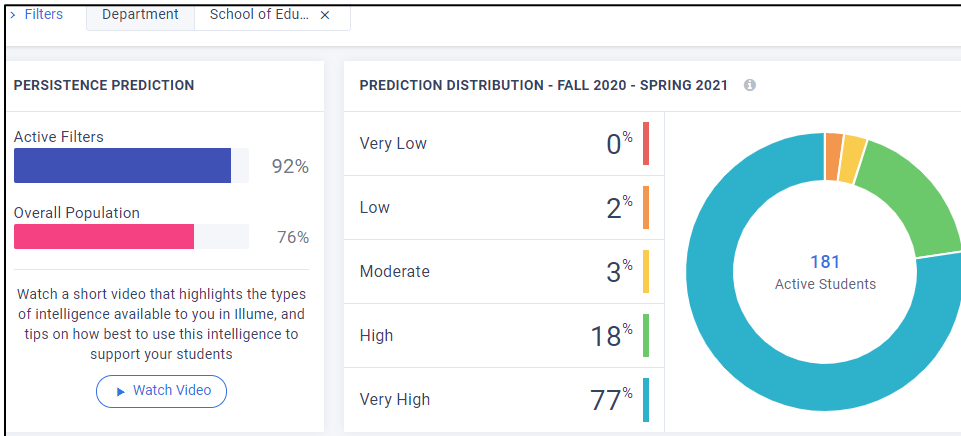 Filters
Department
School of Edu... ×
PERSISTENCE PREDICTION
Active Filters
92%
Overall Population
76%
Watch a short video that highlights the types
of intelligence available to you in Illume, and
tips on how best to use this intelligence to
support your students
Watch Video
PREDICTION DISTRIBUTION - FALL 2020 - SPRING 2021
Very Low 0%
Low 2%
Moderate 3%
High 18%
Very High 77%
181
Active Students